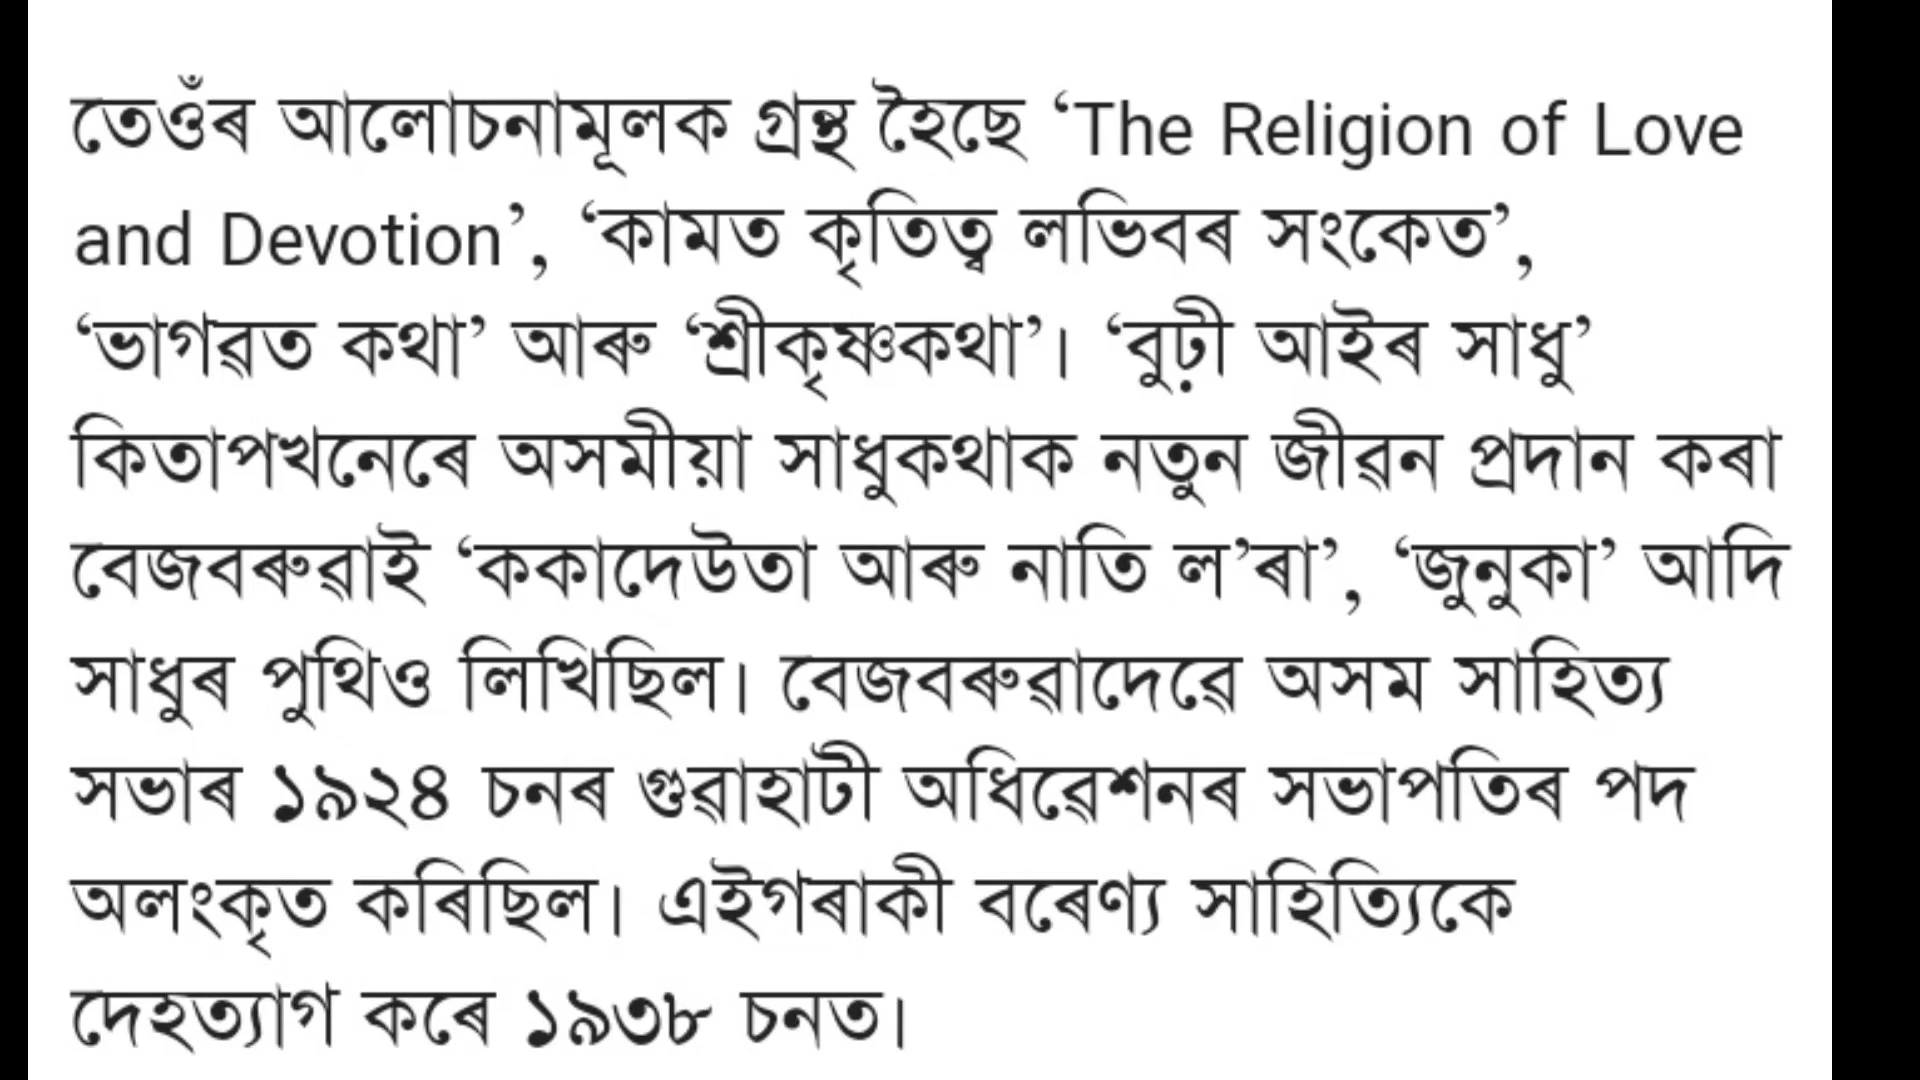 তেওঁৰ আলোচনামূলক গ্ৰন্থ হৈছে ‘The Religion of Love
and Devotion’, ‘কামত কৃতিত্ব লভিবৰ সংকেত’,
‘ভাগৱত কথা’ আৰু ‘শ্ৰীকৃষ্ণকথা’। ‘বুঢ়ী আইৰ সাধু’
কিতাপখনেৰে অসমীয়া সাধুকথাক নতুন জীৱন প্ৰদান কৰা
বেজবৰুৱাই ‘ককাদেউতা আৰু নাতি ল’ৰা’, ‘জুনুকা’ আদি
সাধুৰ পুথিও লিখিছিল। বেজবৰুৱাদেৱে অসম সাহিত্য
সভাৰ ১৯২৪ চনৰ গুৱাহাটী অধিৱেশনৰ সভাপতিৰ পদ
অলংকৃত কৰিছিল। এইগৰাকী বৰেণ্য সাহিত্যিকে
দেহত্যাগ কৰে ১৯৩৮ চনত।